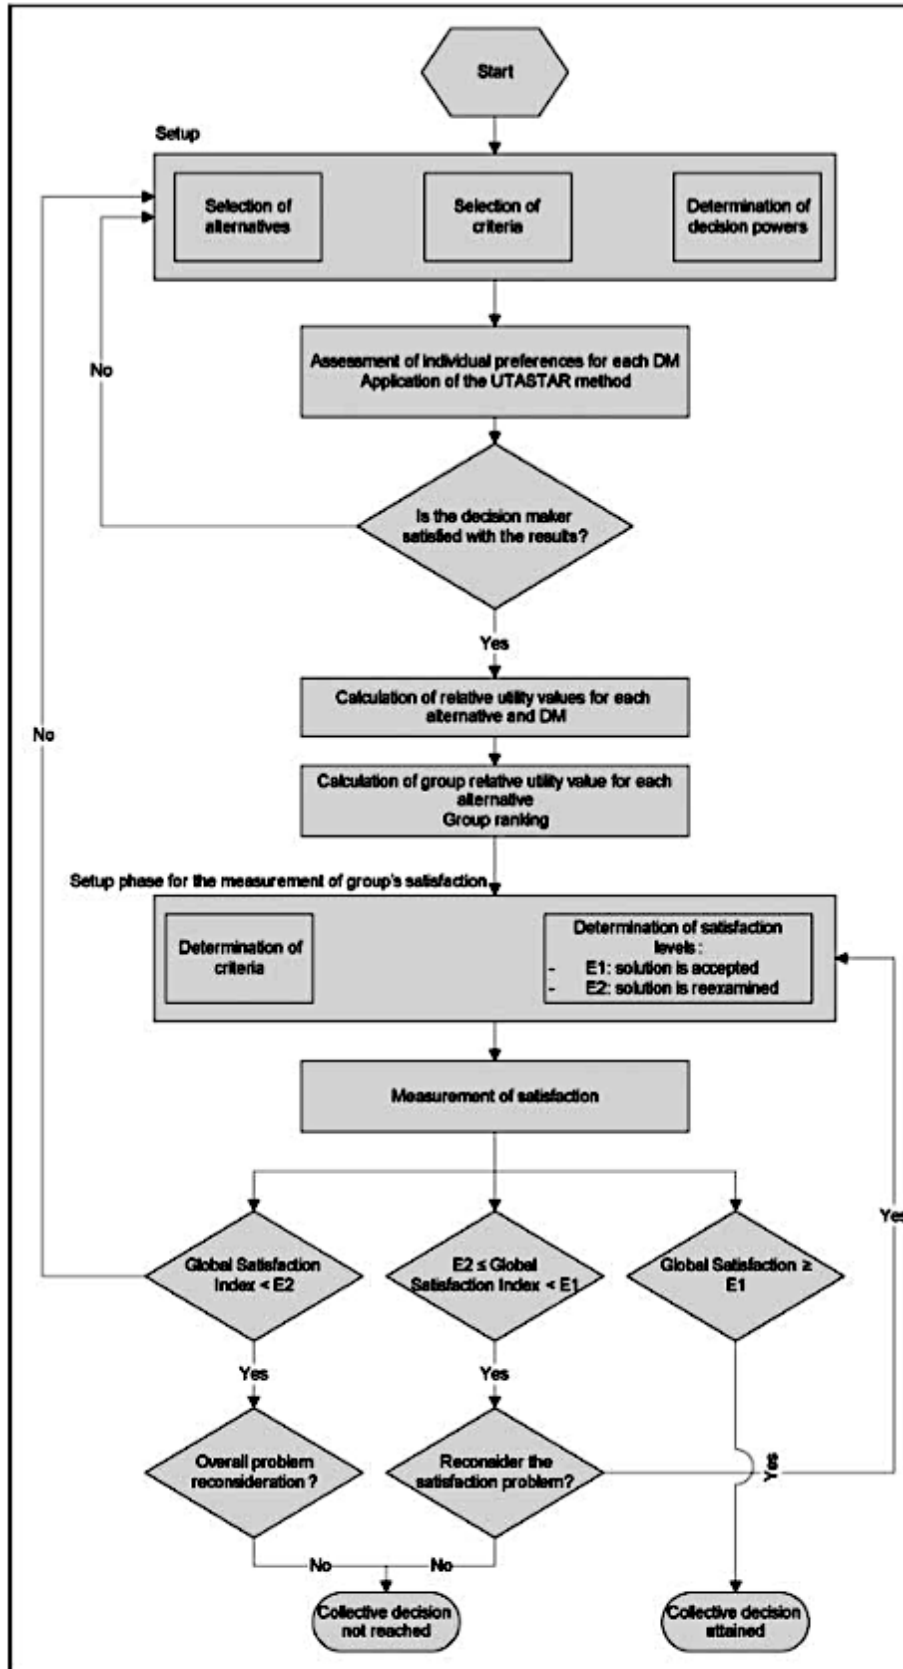 Start
Setup
Selection of
alternatives
Selection of
criteria
Determination of
decision powers
Assessment of individual preferences for each DM
Application of the UTASTAR method
No
Is the decision maker
satisfied with the results?
Yes
Calculation of relative utility values for each
alternative and DM
No
Calculation of group relative utility value for each
alternative
Group ranking
Setup phase for the measurement of group's satisfaction
Determination of
criteria
Determination of satisfaction
levels :
- E1: solution is accepted
- E2: solution is reexamined
Measurement of satisfaction
Yes
Global Satisfaction
Index < E2
E2 ≤ Global
Satisfaction Index < E1
Global Satisfaction ≥
E1
Yes
Yes
Overall problem
reconsideration ?
Reconsider the
satisfaction problem?
Yes
No
No
Collective decision
not reached
Collective decision
attained